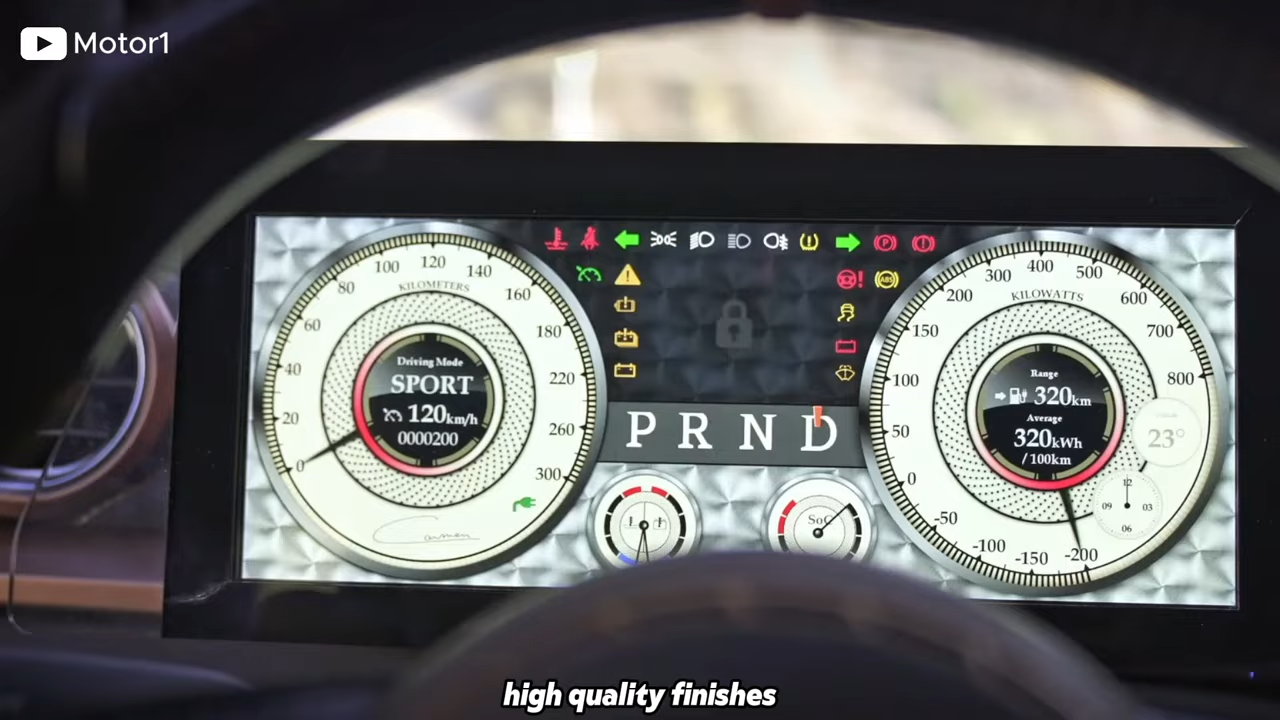 Motor1
100 120 140
80 160
KILOMETERS
60 180
40 220
20 260
0 300
Driving Mode
SPORT
120km/h
0000200
Carmen
P
!
ABS
P R N D
SoC
300 400 500
200 600
KILOWATTS
150 700
100 800
50
0
-50
-100 -150 -200
Range
320km
Average
320kWh
/ 100km
23°
12
09 03
06
high quality finishes